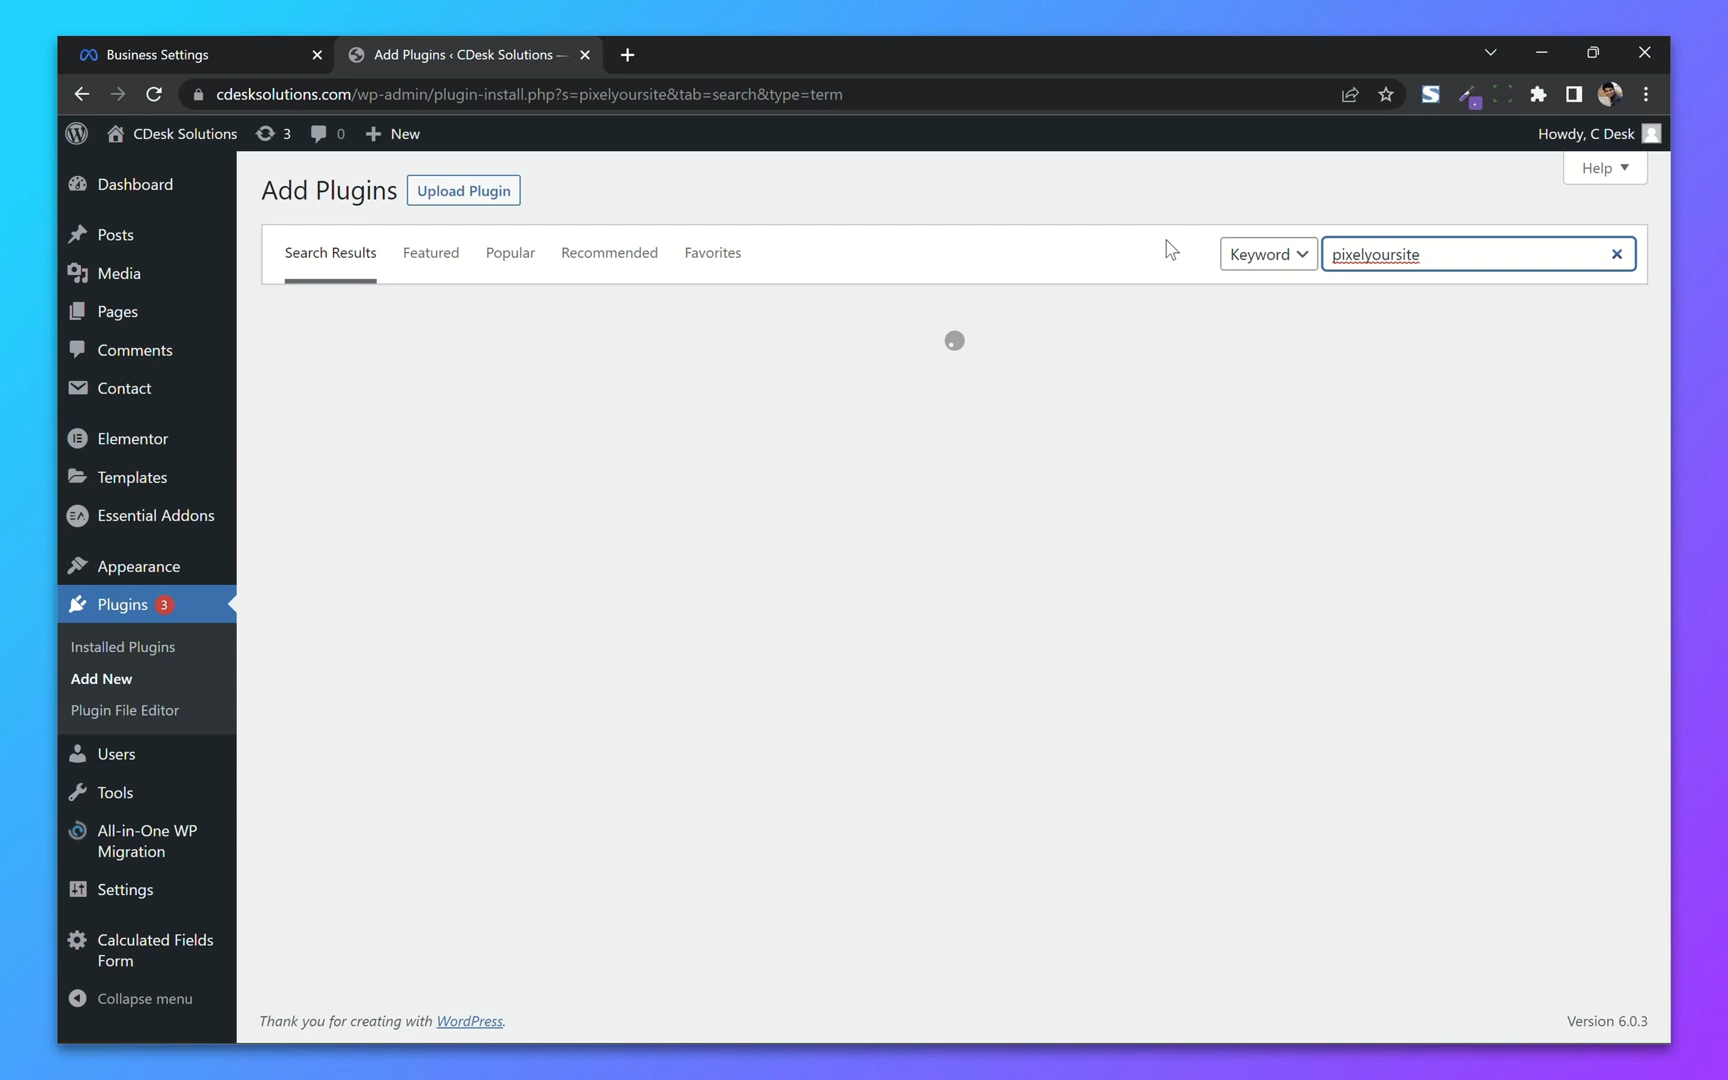 Business Settings
Add Plugins ‹ CDesk Solutions —
cdesksolutions.com/wp-admin/plugin-install.php?s=pixelyoursite&tab=search&type=term
CDesk Solutions
3
0
New
Howdy, C Desk
Help
Dashboard
Posts
Media
Pages
Comments
Contact
Elementor
Templates
Essential Addons
Appearance
Plugins 3
Installed Plugins
Add New
Plugin File Editor
Users
Tools
All-in-One WP
Migration
Settings
Calculated Fields
Form
Collapse menu
Add Plugins
Upload Plugin
Search Results
Featured
Popular
Recommended
Favorites
Keyword
pixelyoursite
Thank you for creating with WordPress.
Version 6.0.3